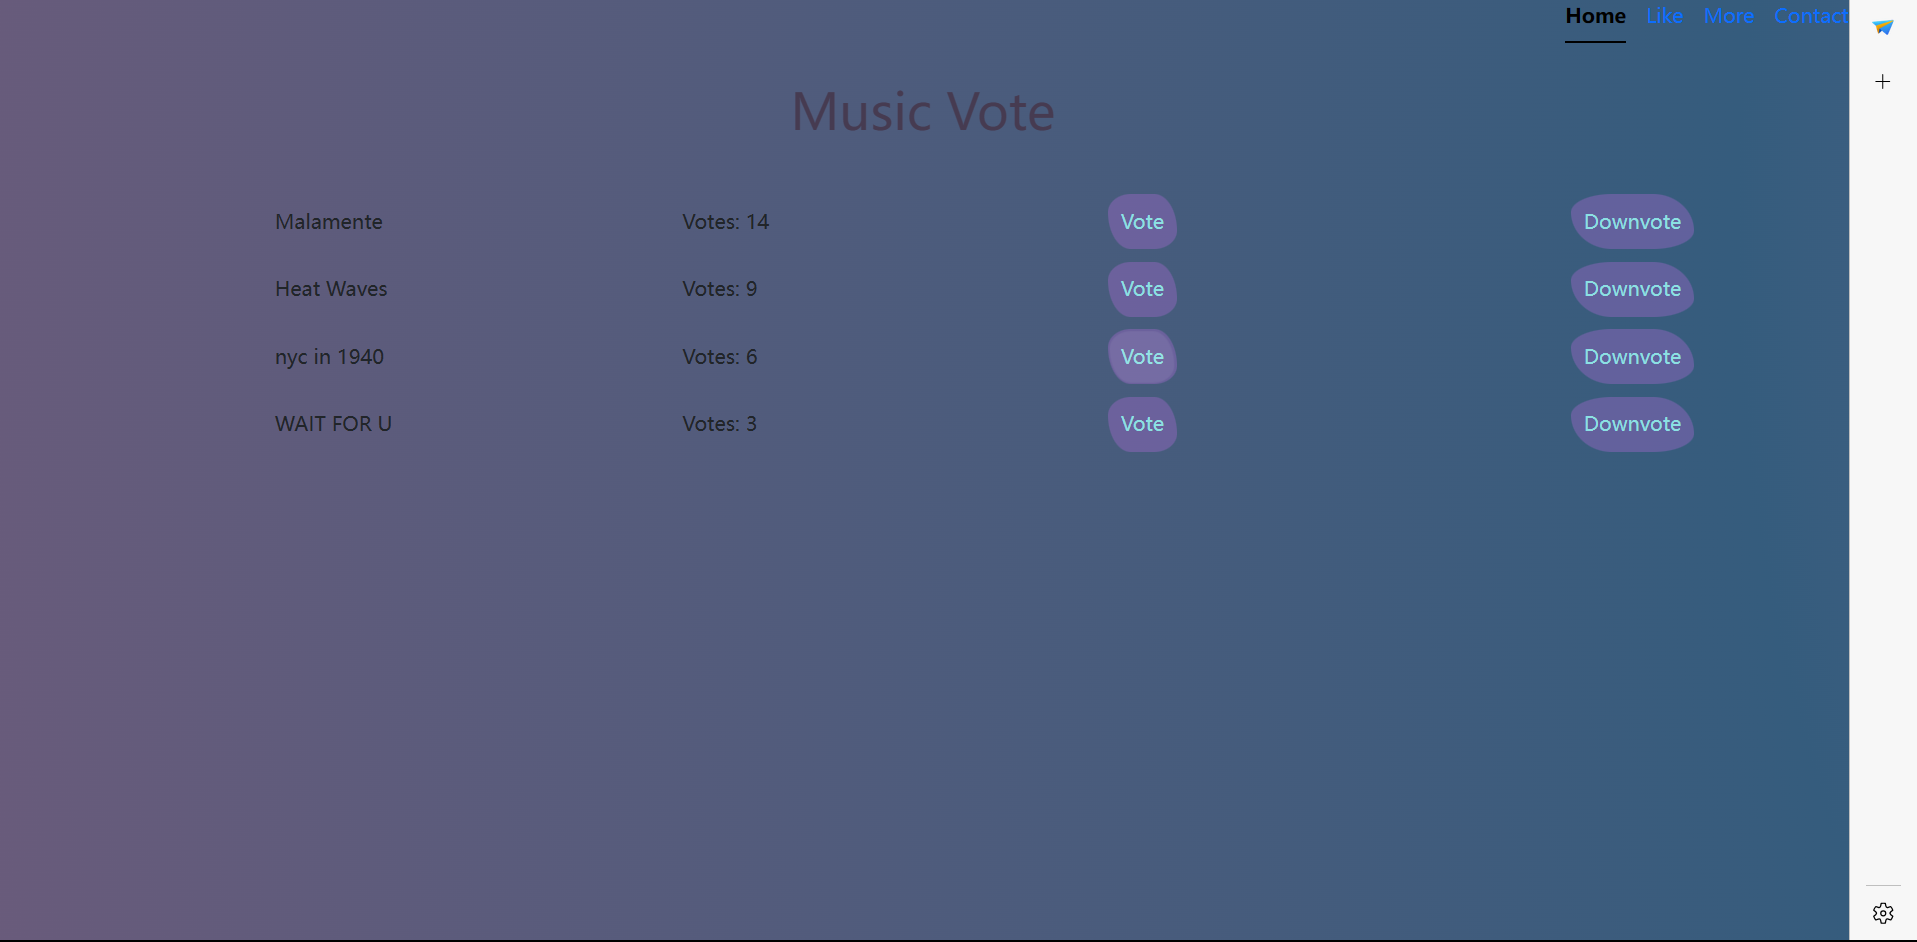 Home Like More Contact
Music Vote
Malamente Votes: 14 Vote Downvote
Heat Waves Votes: 9 Vote Downvote
nyc in 1940 Votes: 6 Vote Downvote
WAIT FOR U Votes: 3 Vote Downvote